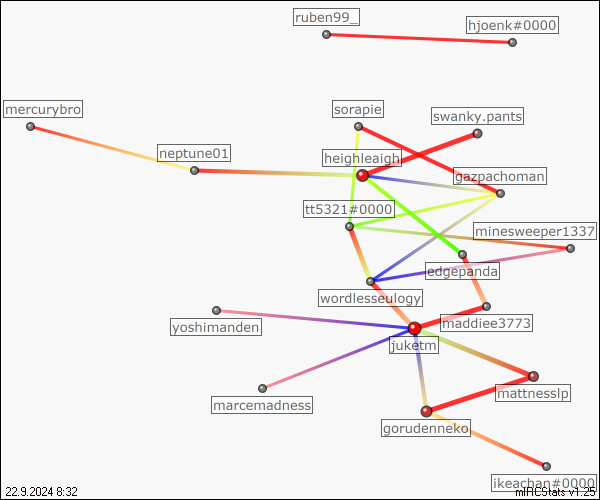 ruben99_
hjoenk#0000
mercurybro
sorapie
swanky.pants
neptune01
heighleaigh
gazpachoman
tt5321#0000
minesweeper1337
edgepanda
wordlesseulogy
yoshimanden
maddiee3773
juketm
mattnesslp
marcemadness
gorudenneko
ikeachan#0000
22.9.2024 8:32
mIRCStats v1.25